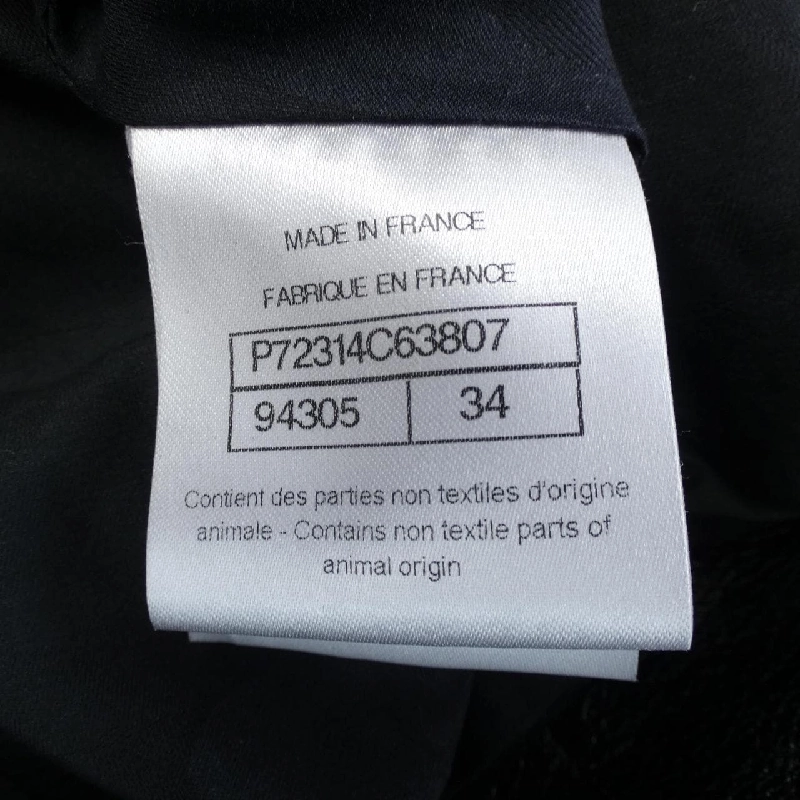 MADE IN FRANCE
FABRIQUE EN FRANCE
P72314C63807
94305 34
Contient des parties non textiles d'origine
animale - Contains non textile parts of
animal origin